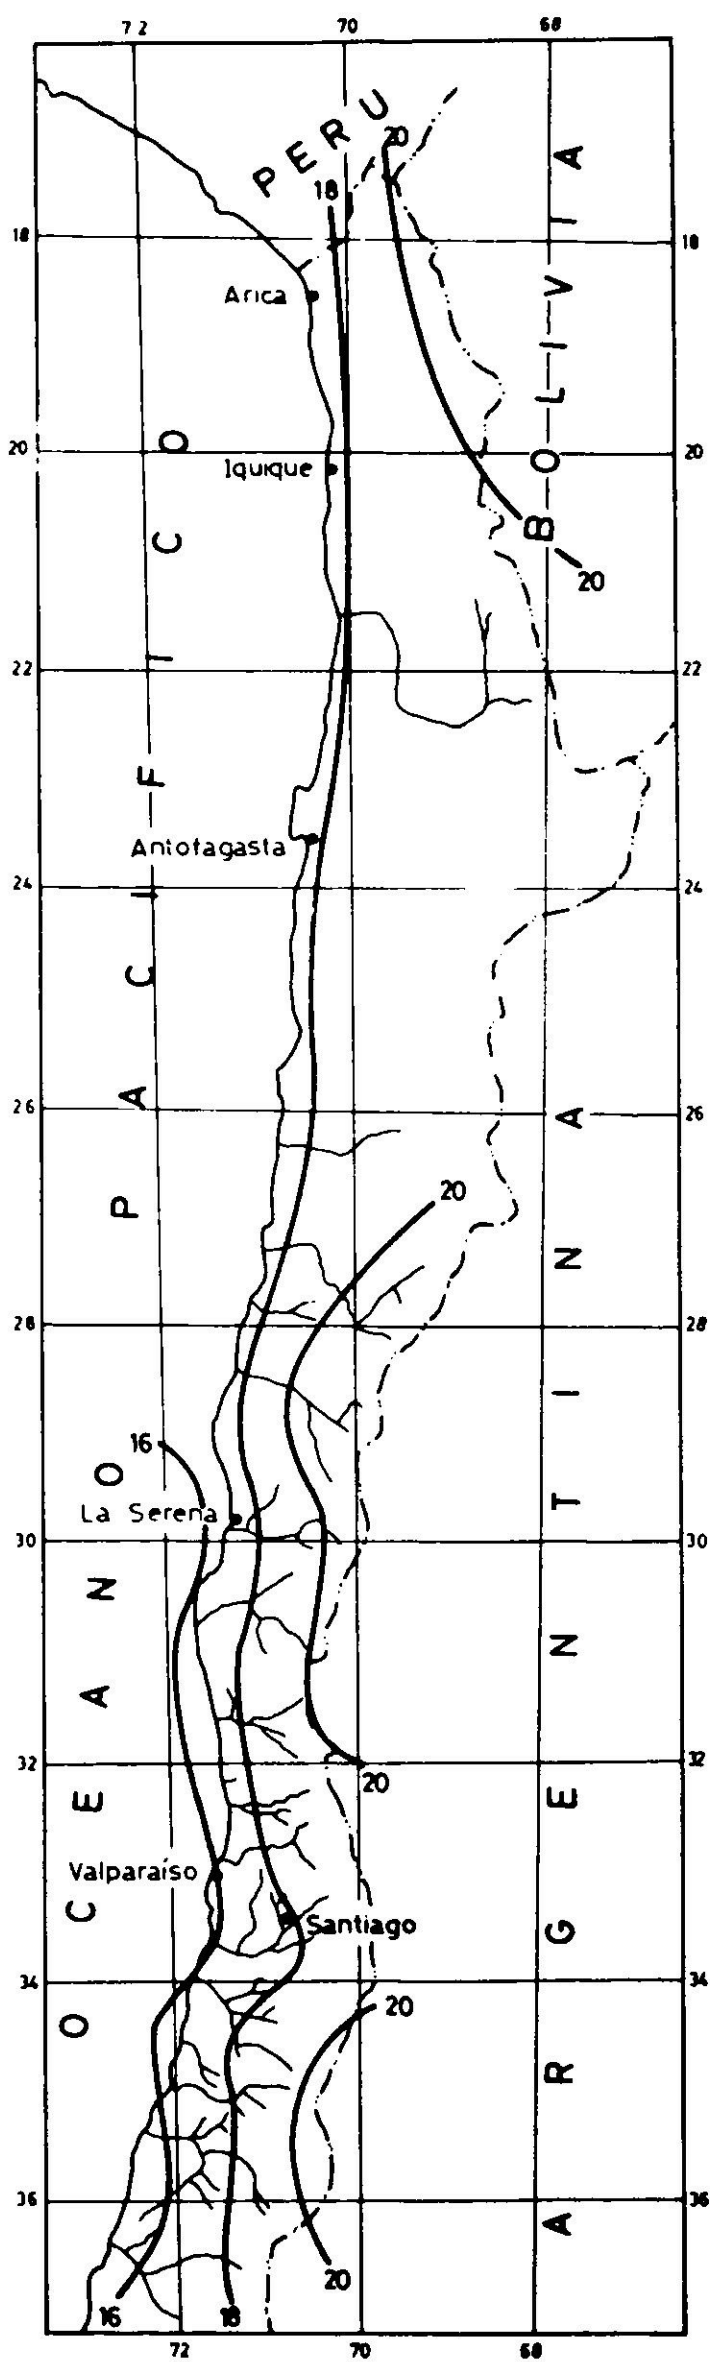 72 70 68
PERU
20
18
18 18
Arica
BOLIVIA
20 20
Iquique
20
22 22
Antofagasta
24 24
26 26
20
28 28
16
La Serena
30 30
32 32
20
Valparaíso
Santiago
34 34
20
36 36
20
16 18
OCEANO PACIFICO
ARGENTINA
72 70 68